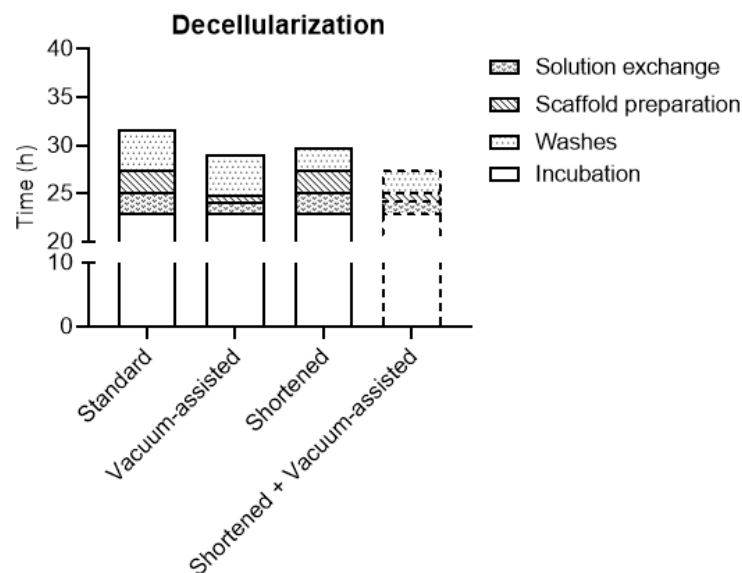 Decellularization
40
35
30
25
20
10
0
Time (h)
Standard
Vacuum-assisted
Shortened
Shortened + Vacuum-assisted
Solution exchange
Scaffold preparation
Washes
Incubation